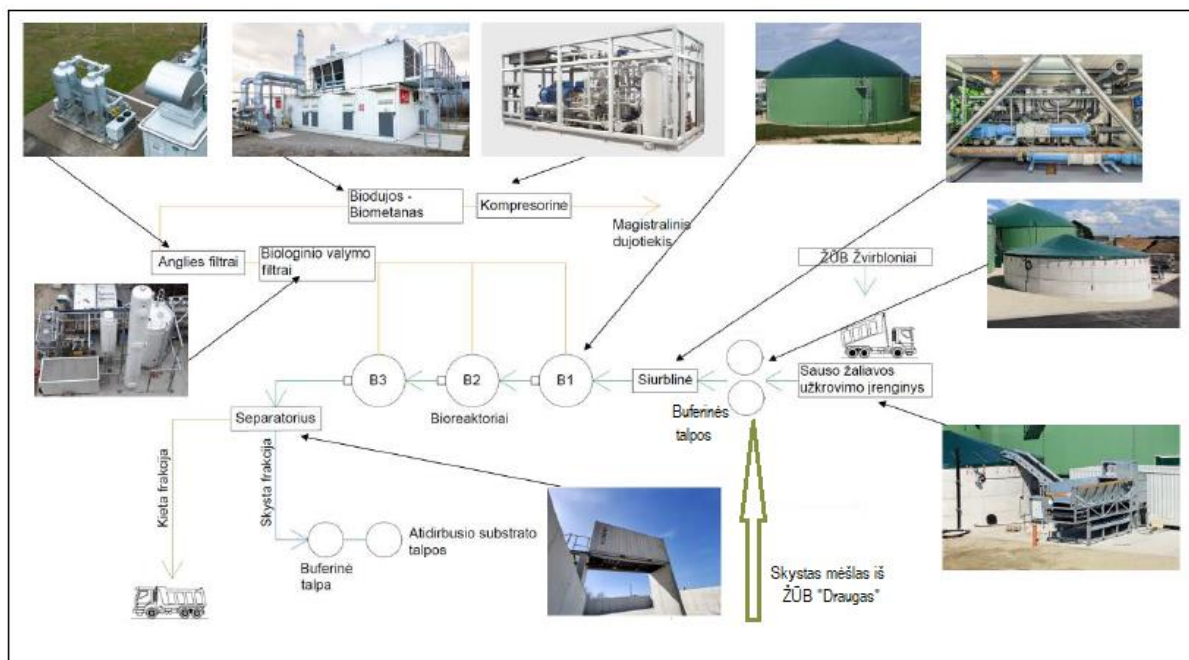 Biodujos -
Biometanas
Kompresorinė
Magistralinis
dujotiekis
Anglies filtrai
Biologinio valymo
filtrai
ŽŪB Žvirbloniai
B3
B2
B1
Siurblinė
Sauso žaliavos
užkrovimo įrenginys
Bioreaktoriai
Buferinės
talpos
Separatorius
Kieta frakcija
Skysta frakcija
Atidirbusio substrato
talpos
Buferinė
talpa
Skystas mėšlas iš
ŽŪB "Draugas"